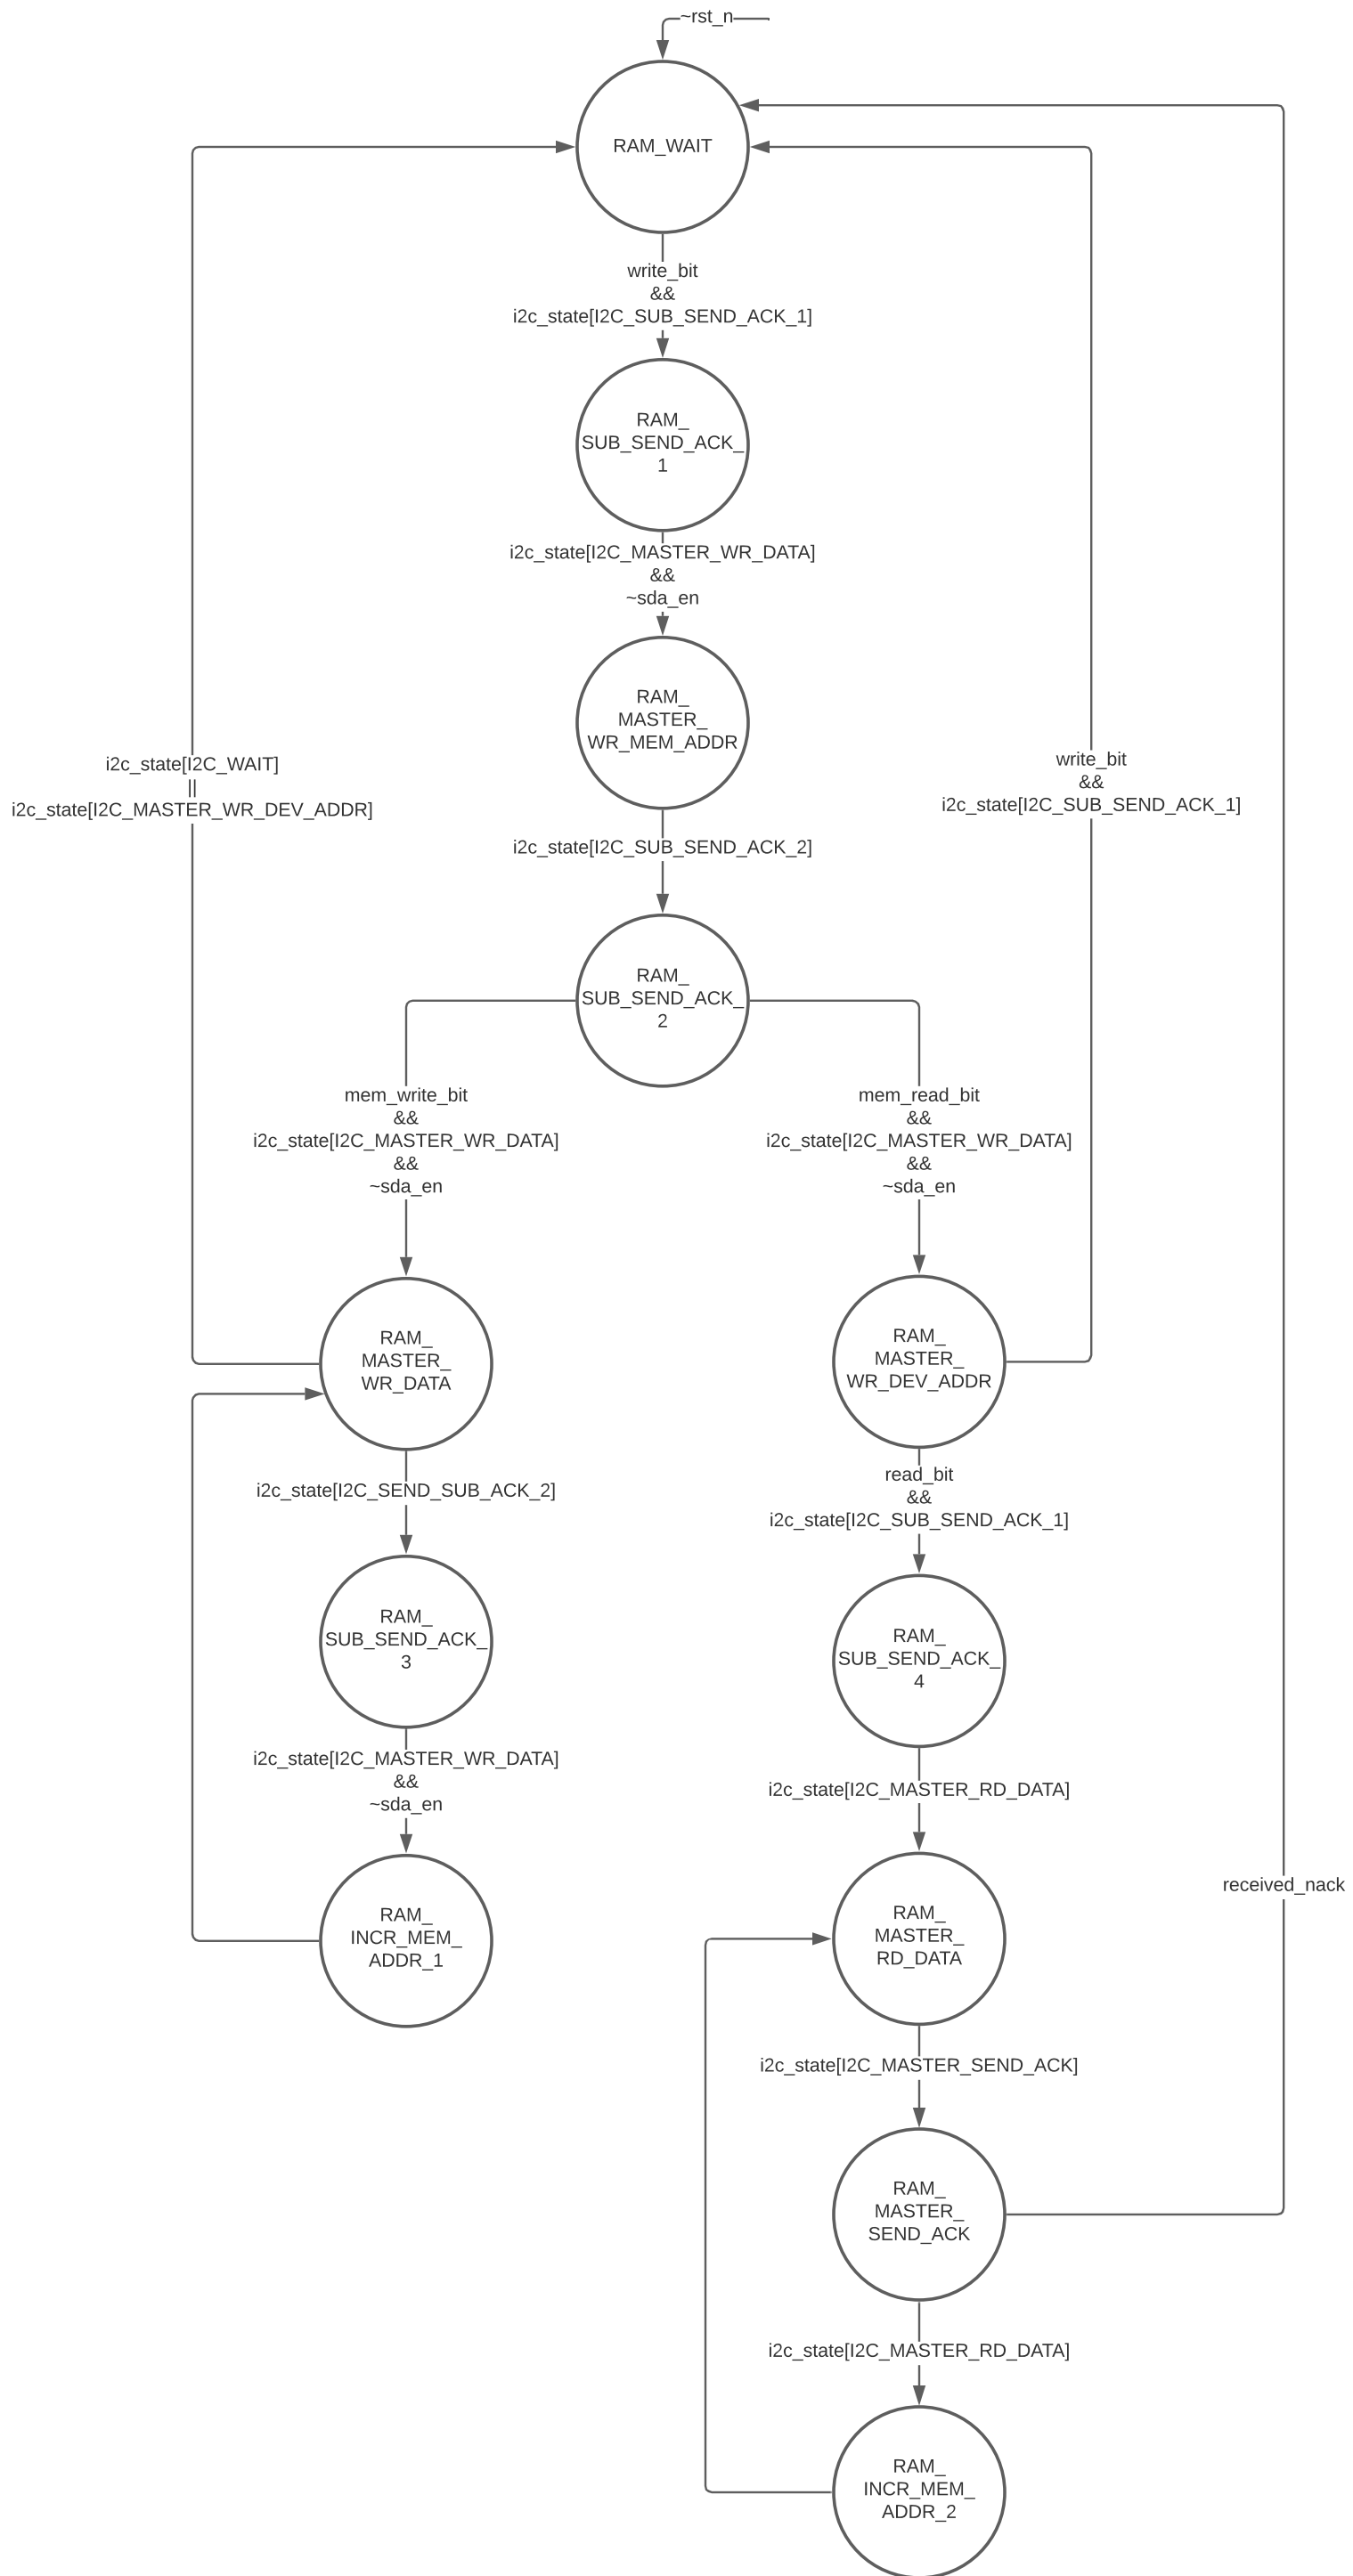 ~rst_n
RAM_WAIT
write_bit
&&
i2c_state[I2C_SUB_SEND_ACK_1]
RAM_
SUB_SEND_ACK_
1
i2c_state[I2C_MASTER_WR_DATA]
&&
~sda_en
RAM_
MASTER_
WR_MEM_ADDR
i2c_state[I2C_WAIT]
||
i2c_state[I2C_MASTER_WR_DEV_ADDR]
write_bit
&&
i2c_state[I2C_SUB_SEND_ACK_1]
i2c_state[I2C_SUB_SEND_ACK_2]
RAM_
SUB_SEND_ACK_
2
mem_write_bit
&&
i2c_state[I2C_MASTER_WR_DATA]
&&
~sda_en
mem_read_bit
&&
i2c_state[I2C_MASTER_WR_DATA]
&&
~sda_en
RAM_
MASTER_
WR_DATA
RAM_
MASTER_
WR_DEV_ADDR
i2c_state[I2C_SEND_SUB_ACK_2]
read_bit
&&
i2c_state[I2C_SUB_SEND_ACK_1]
RAM_
SUB_SEND_ACK_
3
RAM_
SUB_SEND_ACK_
4
i2c_state[I2C_MASTER_WR_DATA]
&&
~sda_en
i2c_state[I2C_MASTER_RD_DATA]
RAM_
INCR_MEM_
ADDR_1
RAM_
MASTER_
RD_DATA
received_nack
i2c_state[I2C_MASTER_SEND_ACK]
RAM_
MASTER_
SEND_ACK
i2c_state[I2C_MASTER_RD_DATA]
RAM_
INCR_MEM_
ADDR_2